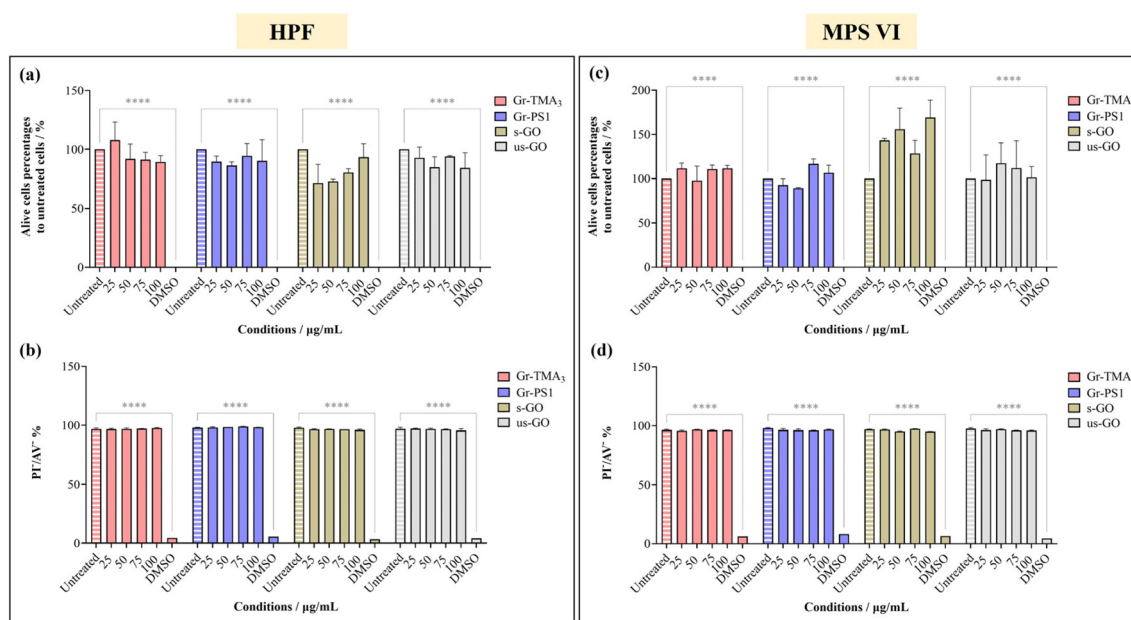 HPF
MPS VI
(a)
150
100
50
0
Alive cells percentages
to untreated cells / %
**** **** **** ****
Gr-TMA₃
Gr-PS1
s-GO
us-GO
Untreated 25 50 75 100 DMSO Untreated 25 50 75 100 DMSO Untreated 25 50 75 100 DMSO Untreated 25 50 75 100 DMSO
Conditions / µg/mL
(c)
200
150
100
50
0
Alive cells percentages
to untreated cells / %
**** **** **** ****
Gr-TMA
Gr-PS1
s-GO
us-GO
Untreated 25 50 75 100 DMSO Untreated 25 50 75 100 DMSO Untreated 25 50 75 100 DMSO Untreated 25 50 75 100 DMSO
Conditions / µg/mL
(b)
150
100
50
0
PI⁻/AV⁻ %
**** **** **** ****
Gr-TMA₃
Gr-PS1
s-GO
us-GO
Untreated 25 50 75 100 DMSO Untreated 25 50 75 100 DMSO Untreated 25 50 75 100 DMSO Untreated 25 50 75 100 DMSO
Conditions / µg/mL
(d)
150
100
50
0
PI⁻/AV⁻ %
**** **** **** ****
Gr-TMA
Gr-PS1
s-GO
us-GO
Untreated 25 50 75 100 DMSO Untreated 25 50 75 100 DMSO Untreated 25 50 75 100 DMSO Untreated 25 50 75 100 DMSO
Conditions / µg/mL